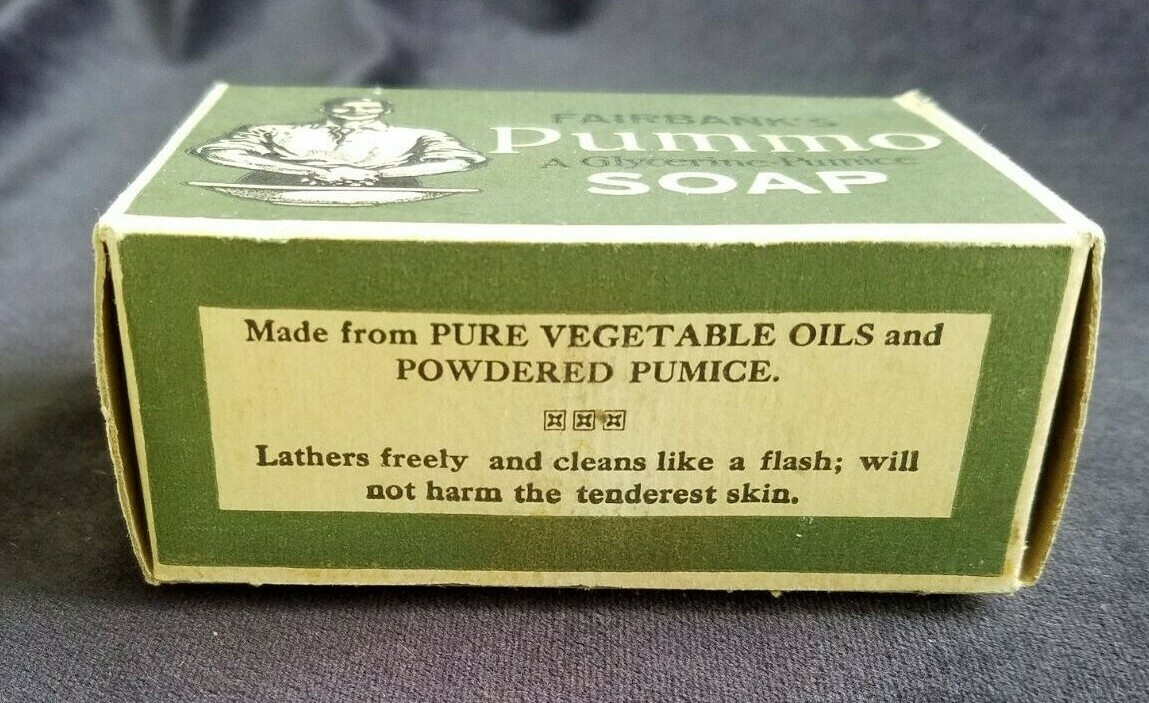 FAIRBANK'S
Pummo
A Glycerine-Pumice
SOAP
Made from PURE VEGETABLE OILS and
POWDERED PUMICE.
Lathers freely and cleans like a flash; will
not harm the tenderest skin.